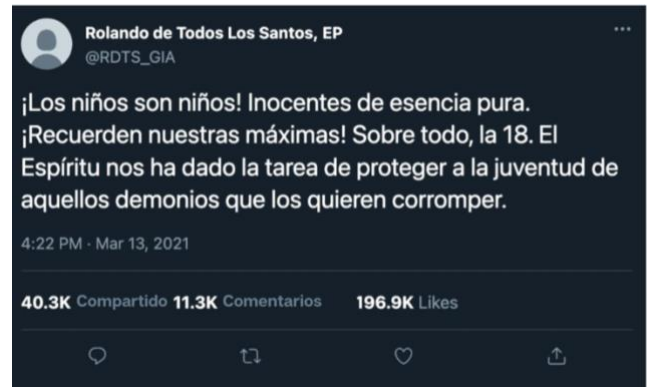 Rolando de Todos Los Santos, EP
@RDTS_GIA
¡Los niños son niños! Inocentes de esencia pura.
¡Recuerden nuestras máximas! Sobre todo, la 18. El
Espíritu nos ha dado la tarea de proteger a la juventud de
aquellos demonios que los quieren corromper.
4:22 PM · Mar 13, 2021
40.3K Compartido 11.3K Comentarios 196.9K Likes